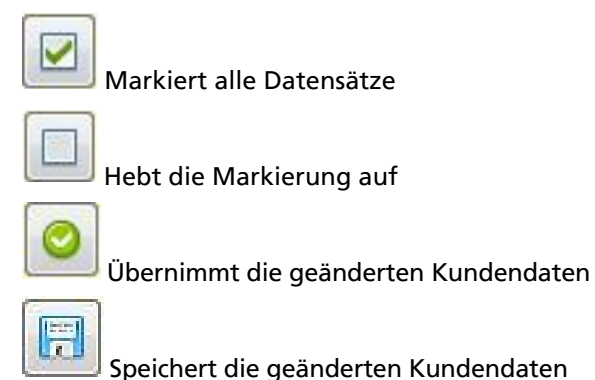 Markiert alle Datensätze
Hebt die Markierung auf
Übernimmt die geänderten Kundendaten
Speichert die geänderten Kundendaten